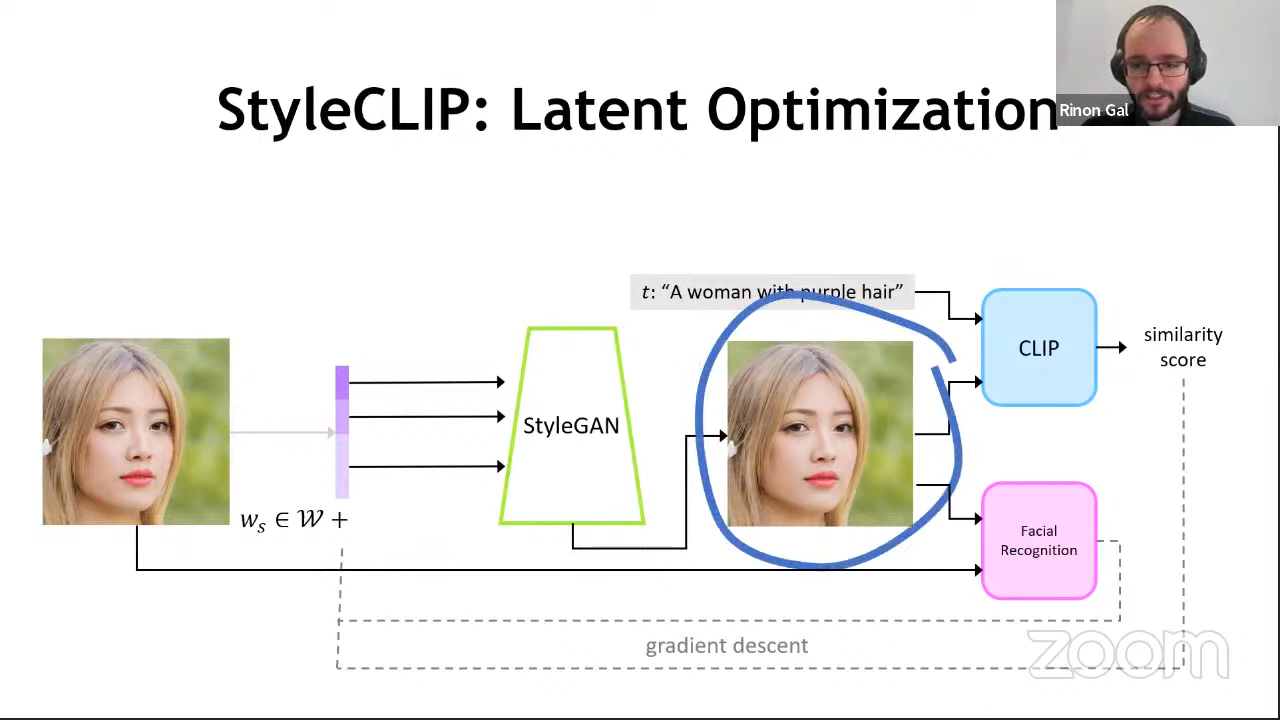 StyleCLIP: Latent Optimization
Rinon Gal
t: “A woman with purple hair”
CLIP
similarity
score
StyleGAN
w_s ∈ 𝒲 +
Facial
Recognition
gradient descent
zoom